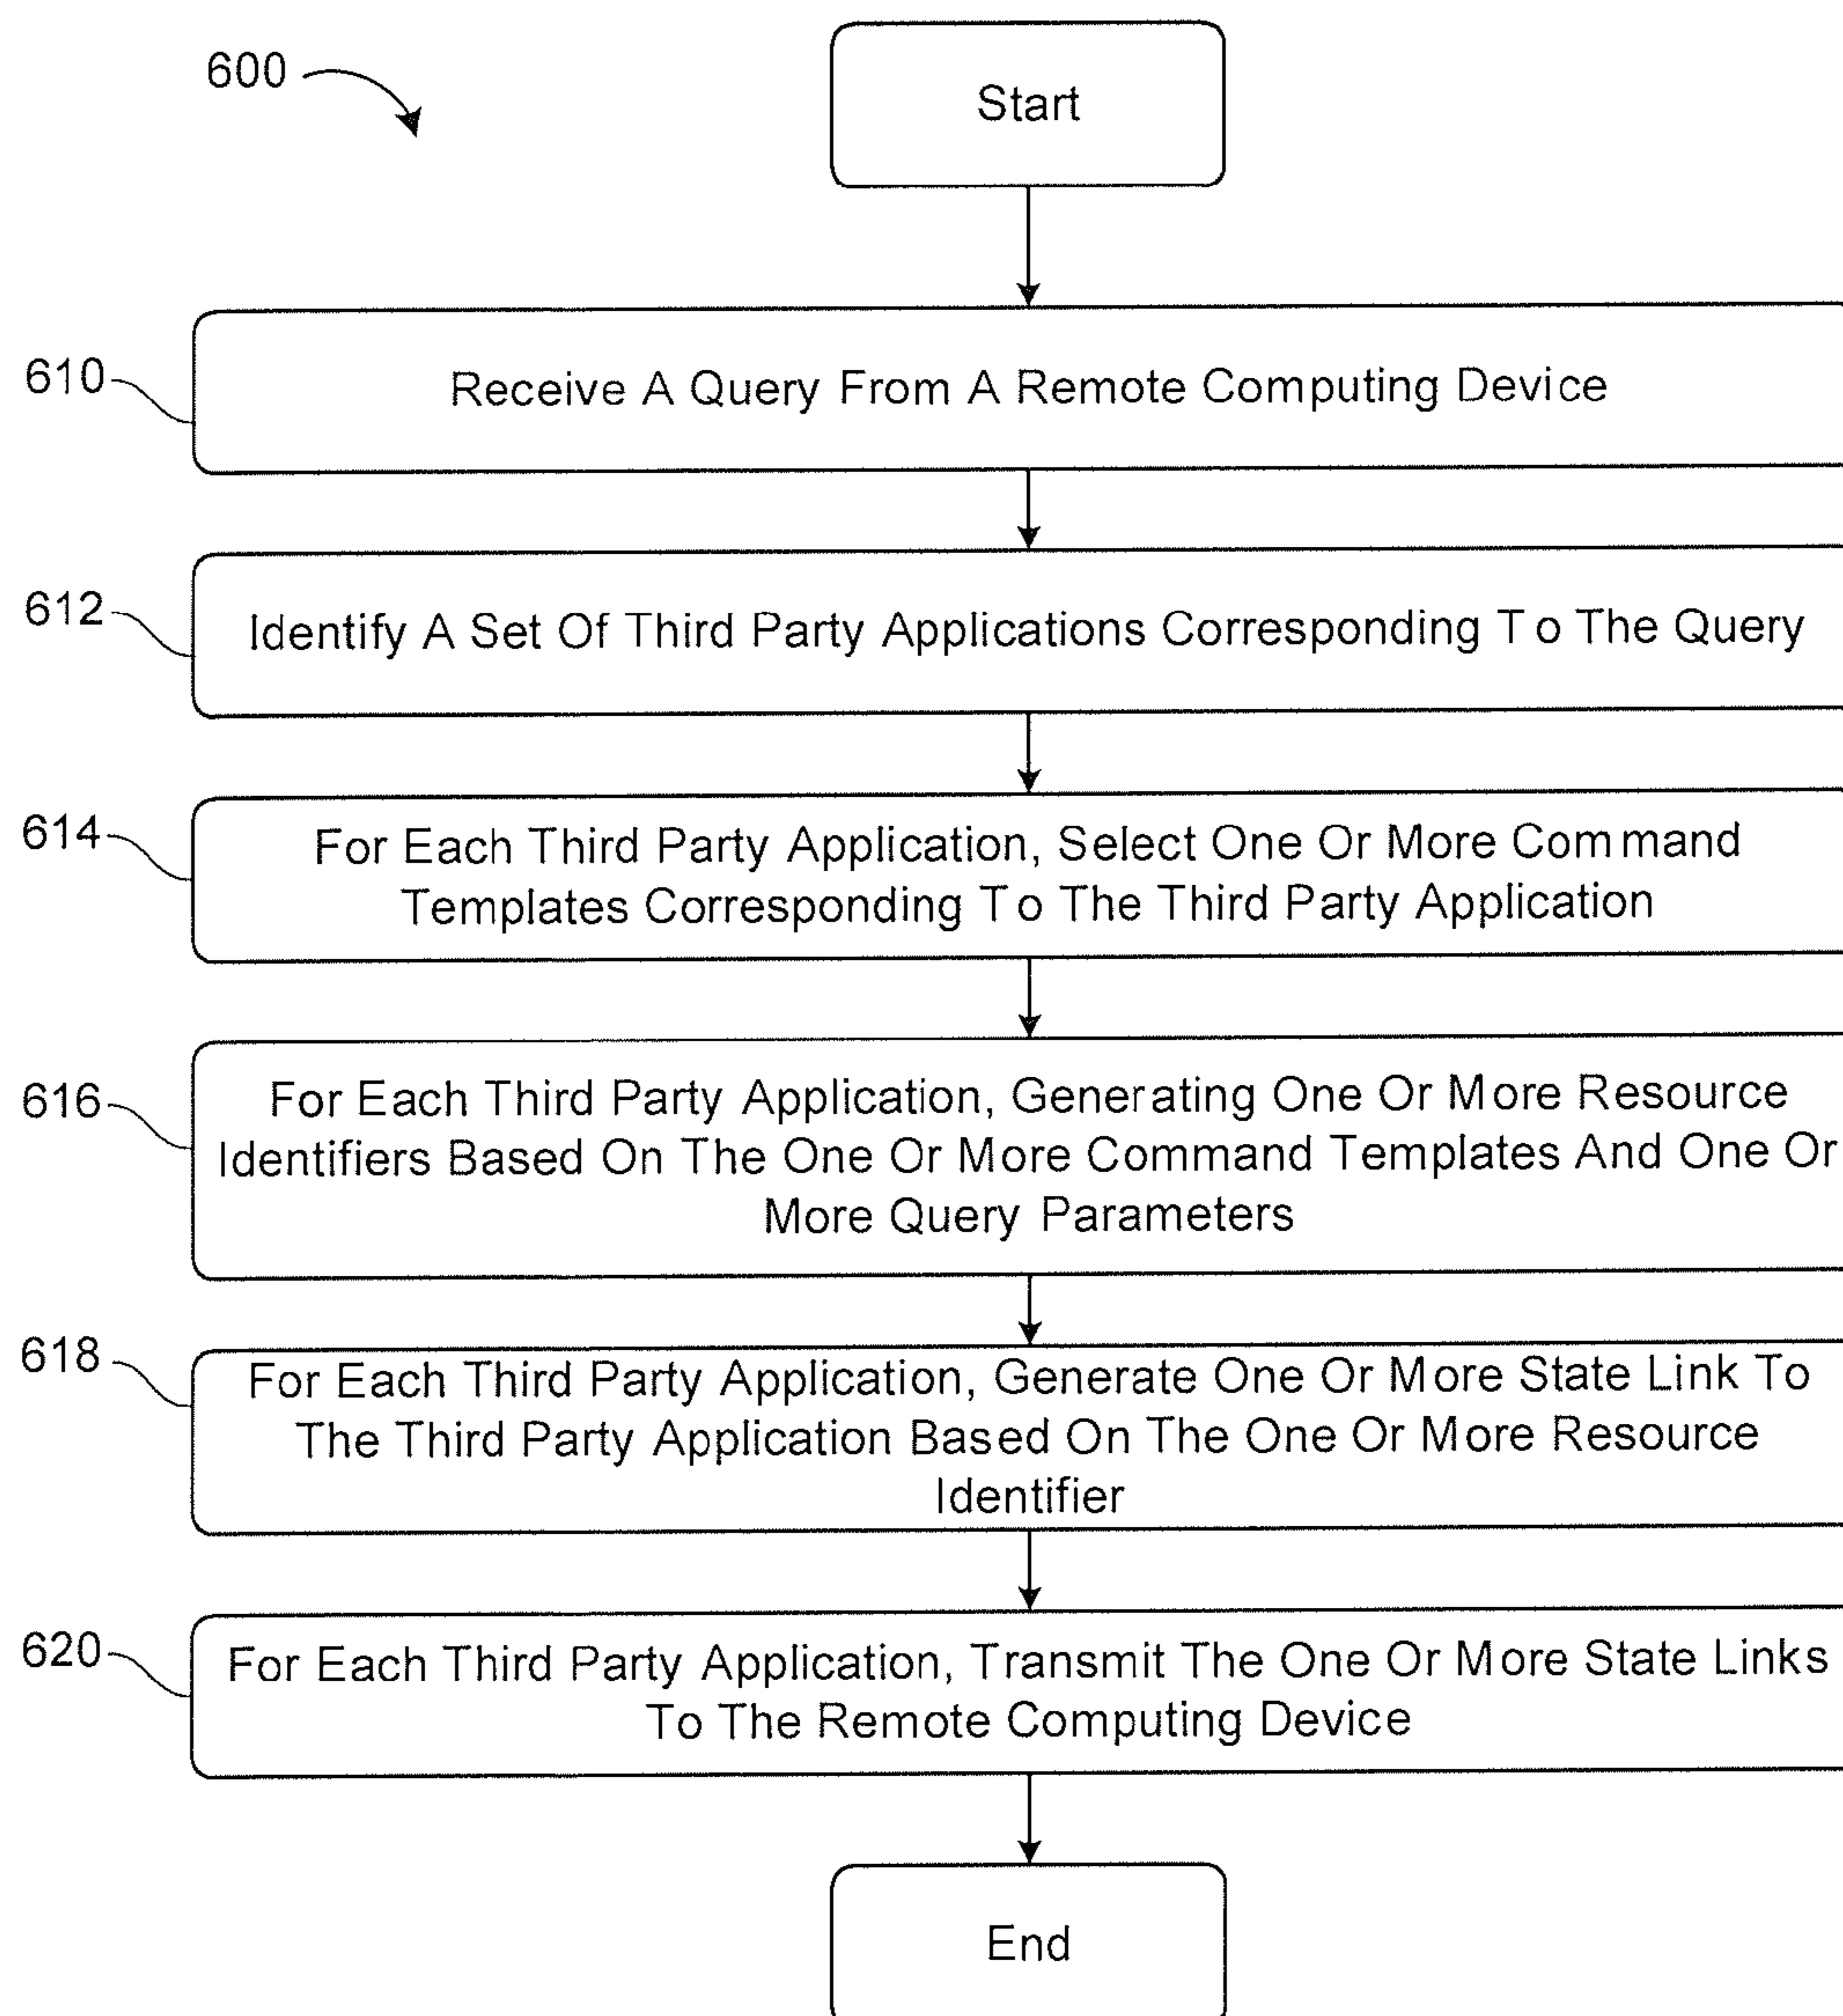 600
Start
610
Receive A Query From A Remote Computing Device
612
Identify A Set Of Third Party Applications Corresponding To The Query
614
For Each Third Party Application, Select One Or More Command
Templates Corresponding To The Third Party Application
616
For Each Third Party Application, Generating One Or More Resource
Identifiers Based On The One Or More Command Templates And One Or
More Query Parameters
618
For Each Third Party Application, Generate One Or More State Link To
The Third Party Application Based On The One Or More Resource
Identifier
620
For Each Third Party Application, Transmit The One Or More State Links
To The Remote Computing Device
End